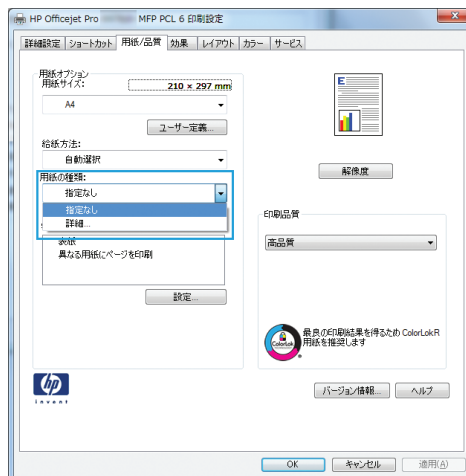 HP Officejet Pro MFP PCL 6 印刷設定
詳細設定 ショートカット 用紙/品質 効果 レイアウト カラー サービス
用紙オプション
用紙サイズ:
210 × 297 mm
A4
ユーザー定義...
給紙方法:
自動選択
用紙の種類:
指定なし
指定なし
詳細...
表紙
異なる用紙にページを印刷
設定...
E
解像度
印刷品質
高品質
ColorLok
最良の印刷結果を得るため ColorLokR
用紙を推奨します
hp
invent
バージョン情報... ヘルプ
OK キャンセル 適用(A)